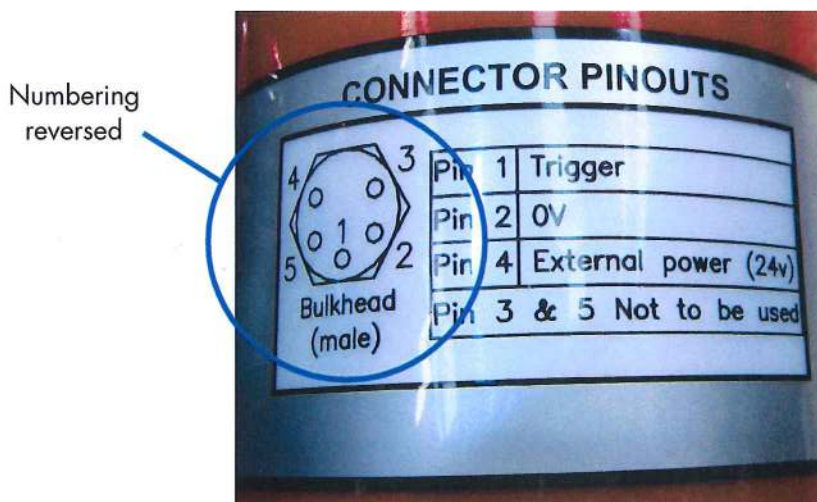 Numbering
reversed
CONNECTOR PINOUTS
4 3
5 1 2
Bulkhead
(male)
Pin 1 Trigger
Pin 2 0V
Pin 4 External power (24v)
Pin 3 & 5 Not to be used